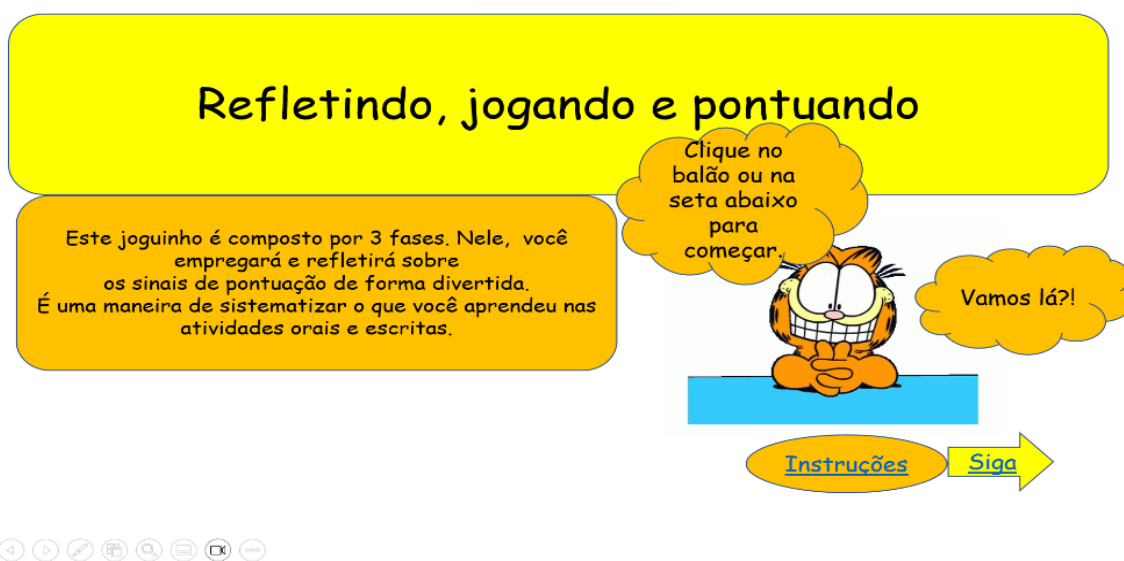 Refletindo, jogando e pontuando
Clique no
balão ou na
seta abaixo
para
começar.
Este joguinho é composto por 3 fases. Nele, você
empregará e refletirá sobre
os sinais de pontuação de forma divertida.
É uma maneira de sistematizar o que você aprendeu nas
atividades orais e escritas.
Vamos lá?!
Instruções
Siga